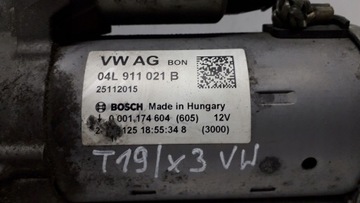 VW AG BON
04L 911 021 B
25112015
BOSCH Made in Hungary
0 001 174 604 (605) 12V
125 18:55:34 8 (3000)
T19/x3 VW